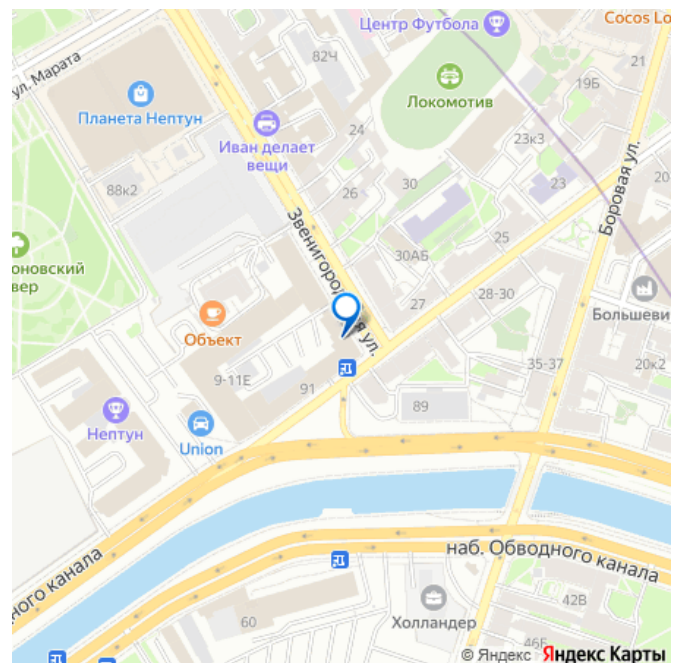 Центр Футбола
Cocos Lo
82Ч
21
ул. Марата
19Б
Локомотив
Планета Нептун
Иван делает
вещи
24
23к3
Боровая ул.
88к2
26
30
23
20
Звенигородская ул.
30АБ
25
оновский
вер
27
28-30
Объект
Большеви
9-11Е
35-37
20к2
91
89
Нептун
Union
наб. Обводного канала
дного канала
42В
Холландер
60
46Б
© Яндекс Яндекс Карты